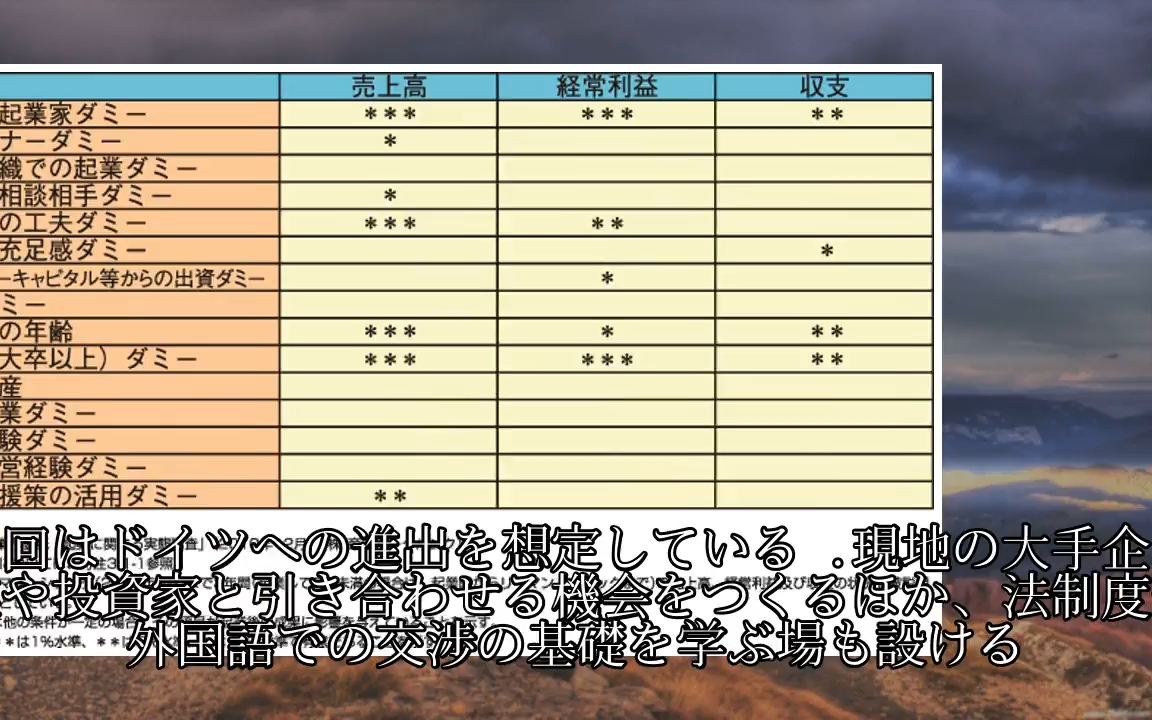 売上高 経常利益 収支
起業家ダミー *** *** **
ナーダミー *
織での起業ダミー
相談相手ダミー *
の工夫ダミー *** **
充足感ダミー *
ーキャピタル等からの出資ダミー *
ミー
の年齢 *** * **
大卒以上）ダミー *** *** **
産
業ダミー
験ダミー
営経験ダミー
援策の活用ダミー **
回はドイツへの進出を想定している .現地の大手企
や投資家と引き合わせる機会をつくるほか、法制度
外国語での交渉の基礎を学ぶ場も設ける